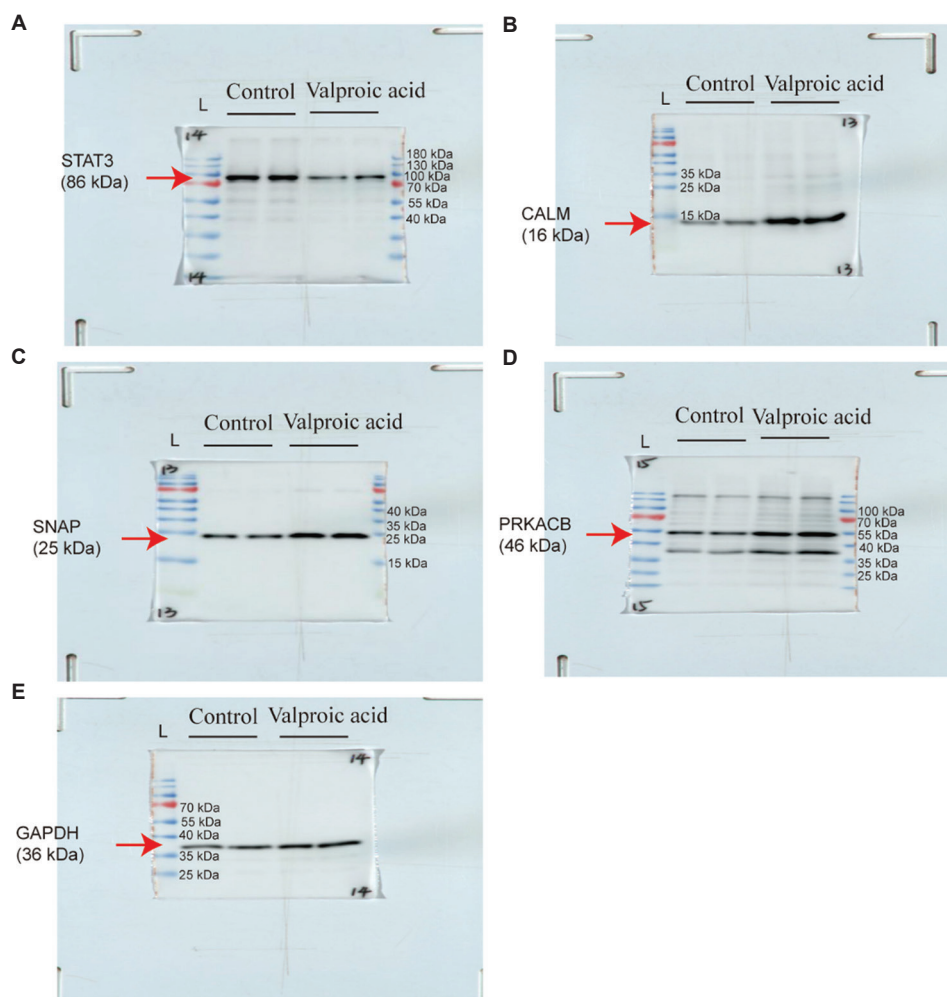 A
Control Valproic acid
L
14
STAT3
(86 kDa)
180 kDa
130 kDa
100 kDa
70 kDa
55 kDa
40 kDa
14
B
Control Valproic acid
L
13
35 kDa
25 kDa
15 kDa
CALM
(16 kDa)
13
C
Control Valproic acid
L
13
40 kDa
35 kDa
25 kDa
15 kDa
SNAP
(25 kDa)
13
D
Control Valproic acid
L
15
100 kDa
70 kDa
55 kDa
40 kDa
35 kDa
25 kDa
PRKACB
(46 kDa)
15
E
Control Valproic acid
L
14
70 kDa
55 kDa
40 kDa
35 kDa
25 kDa
GAPDH
(36 kDa)
14